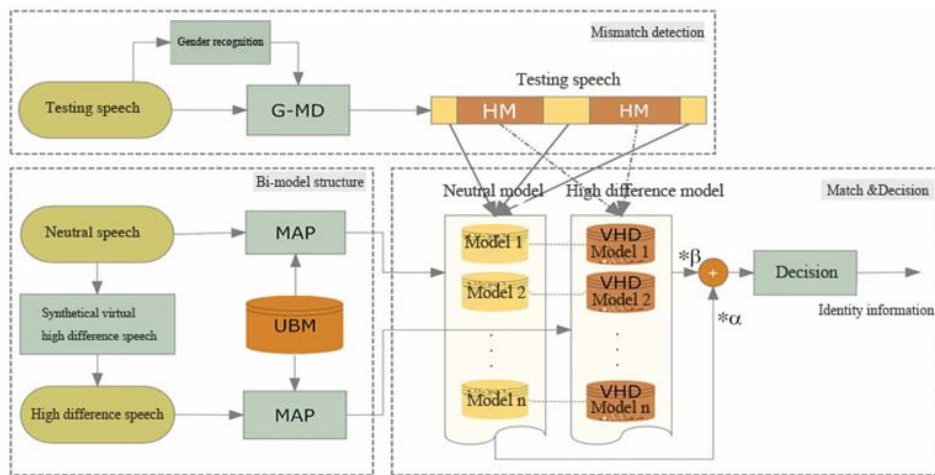 Mismatch detection
Gender recognition
Testing speech
Testing speech
G-MD
HM
HM
Bi-model structure
Neutral model
High difference model
Match &Decision
Neutral speech
MAP
Model 1
VHD
Model 1
*β
+
Decision
Model 2
VHD
Model 2
Synthetical virtual
high difference speech
UBM
*α
Identity information
.
.
.
.
.
.
High difference speech
MAP
Model n
VHD
Model n